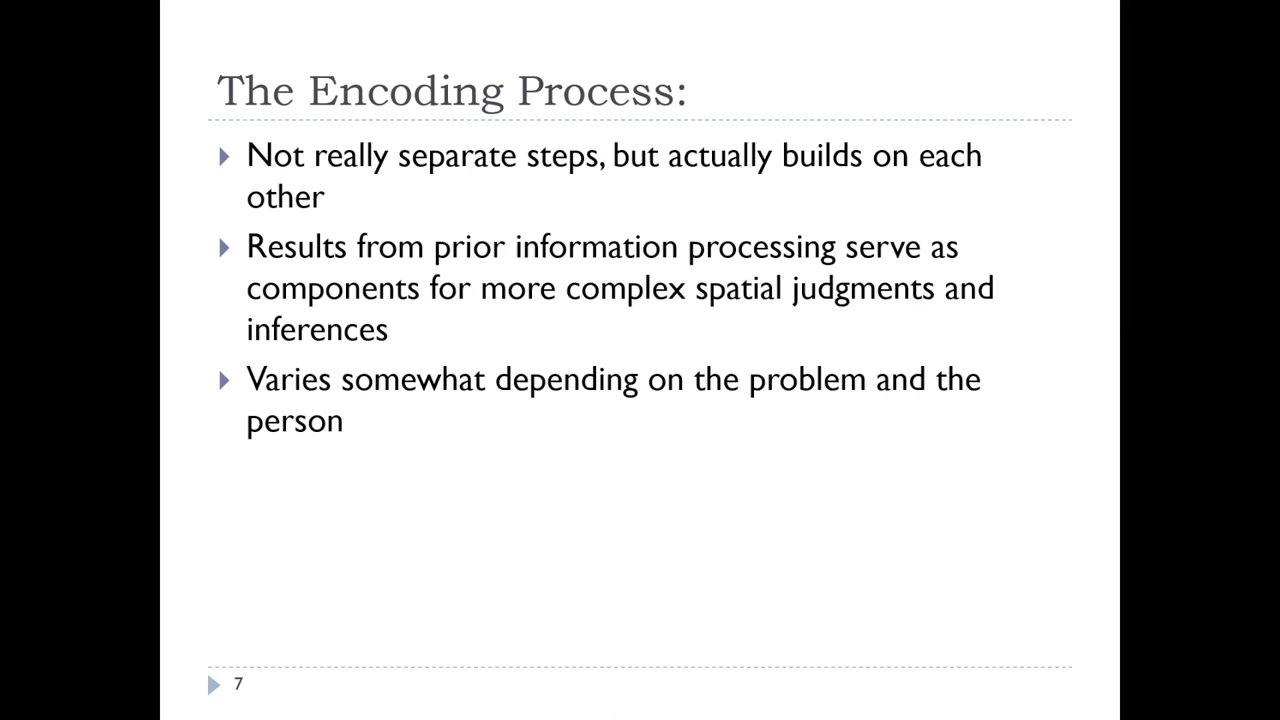 The Encoding Process:
Not really separate steps, but actually builds on each
other
Results from prior information processing serve as
components for more complex spatial judgments and
inferences
Varies somewhat depending on the problem and the
person
7